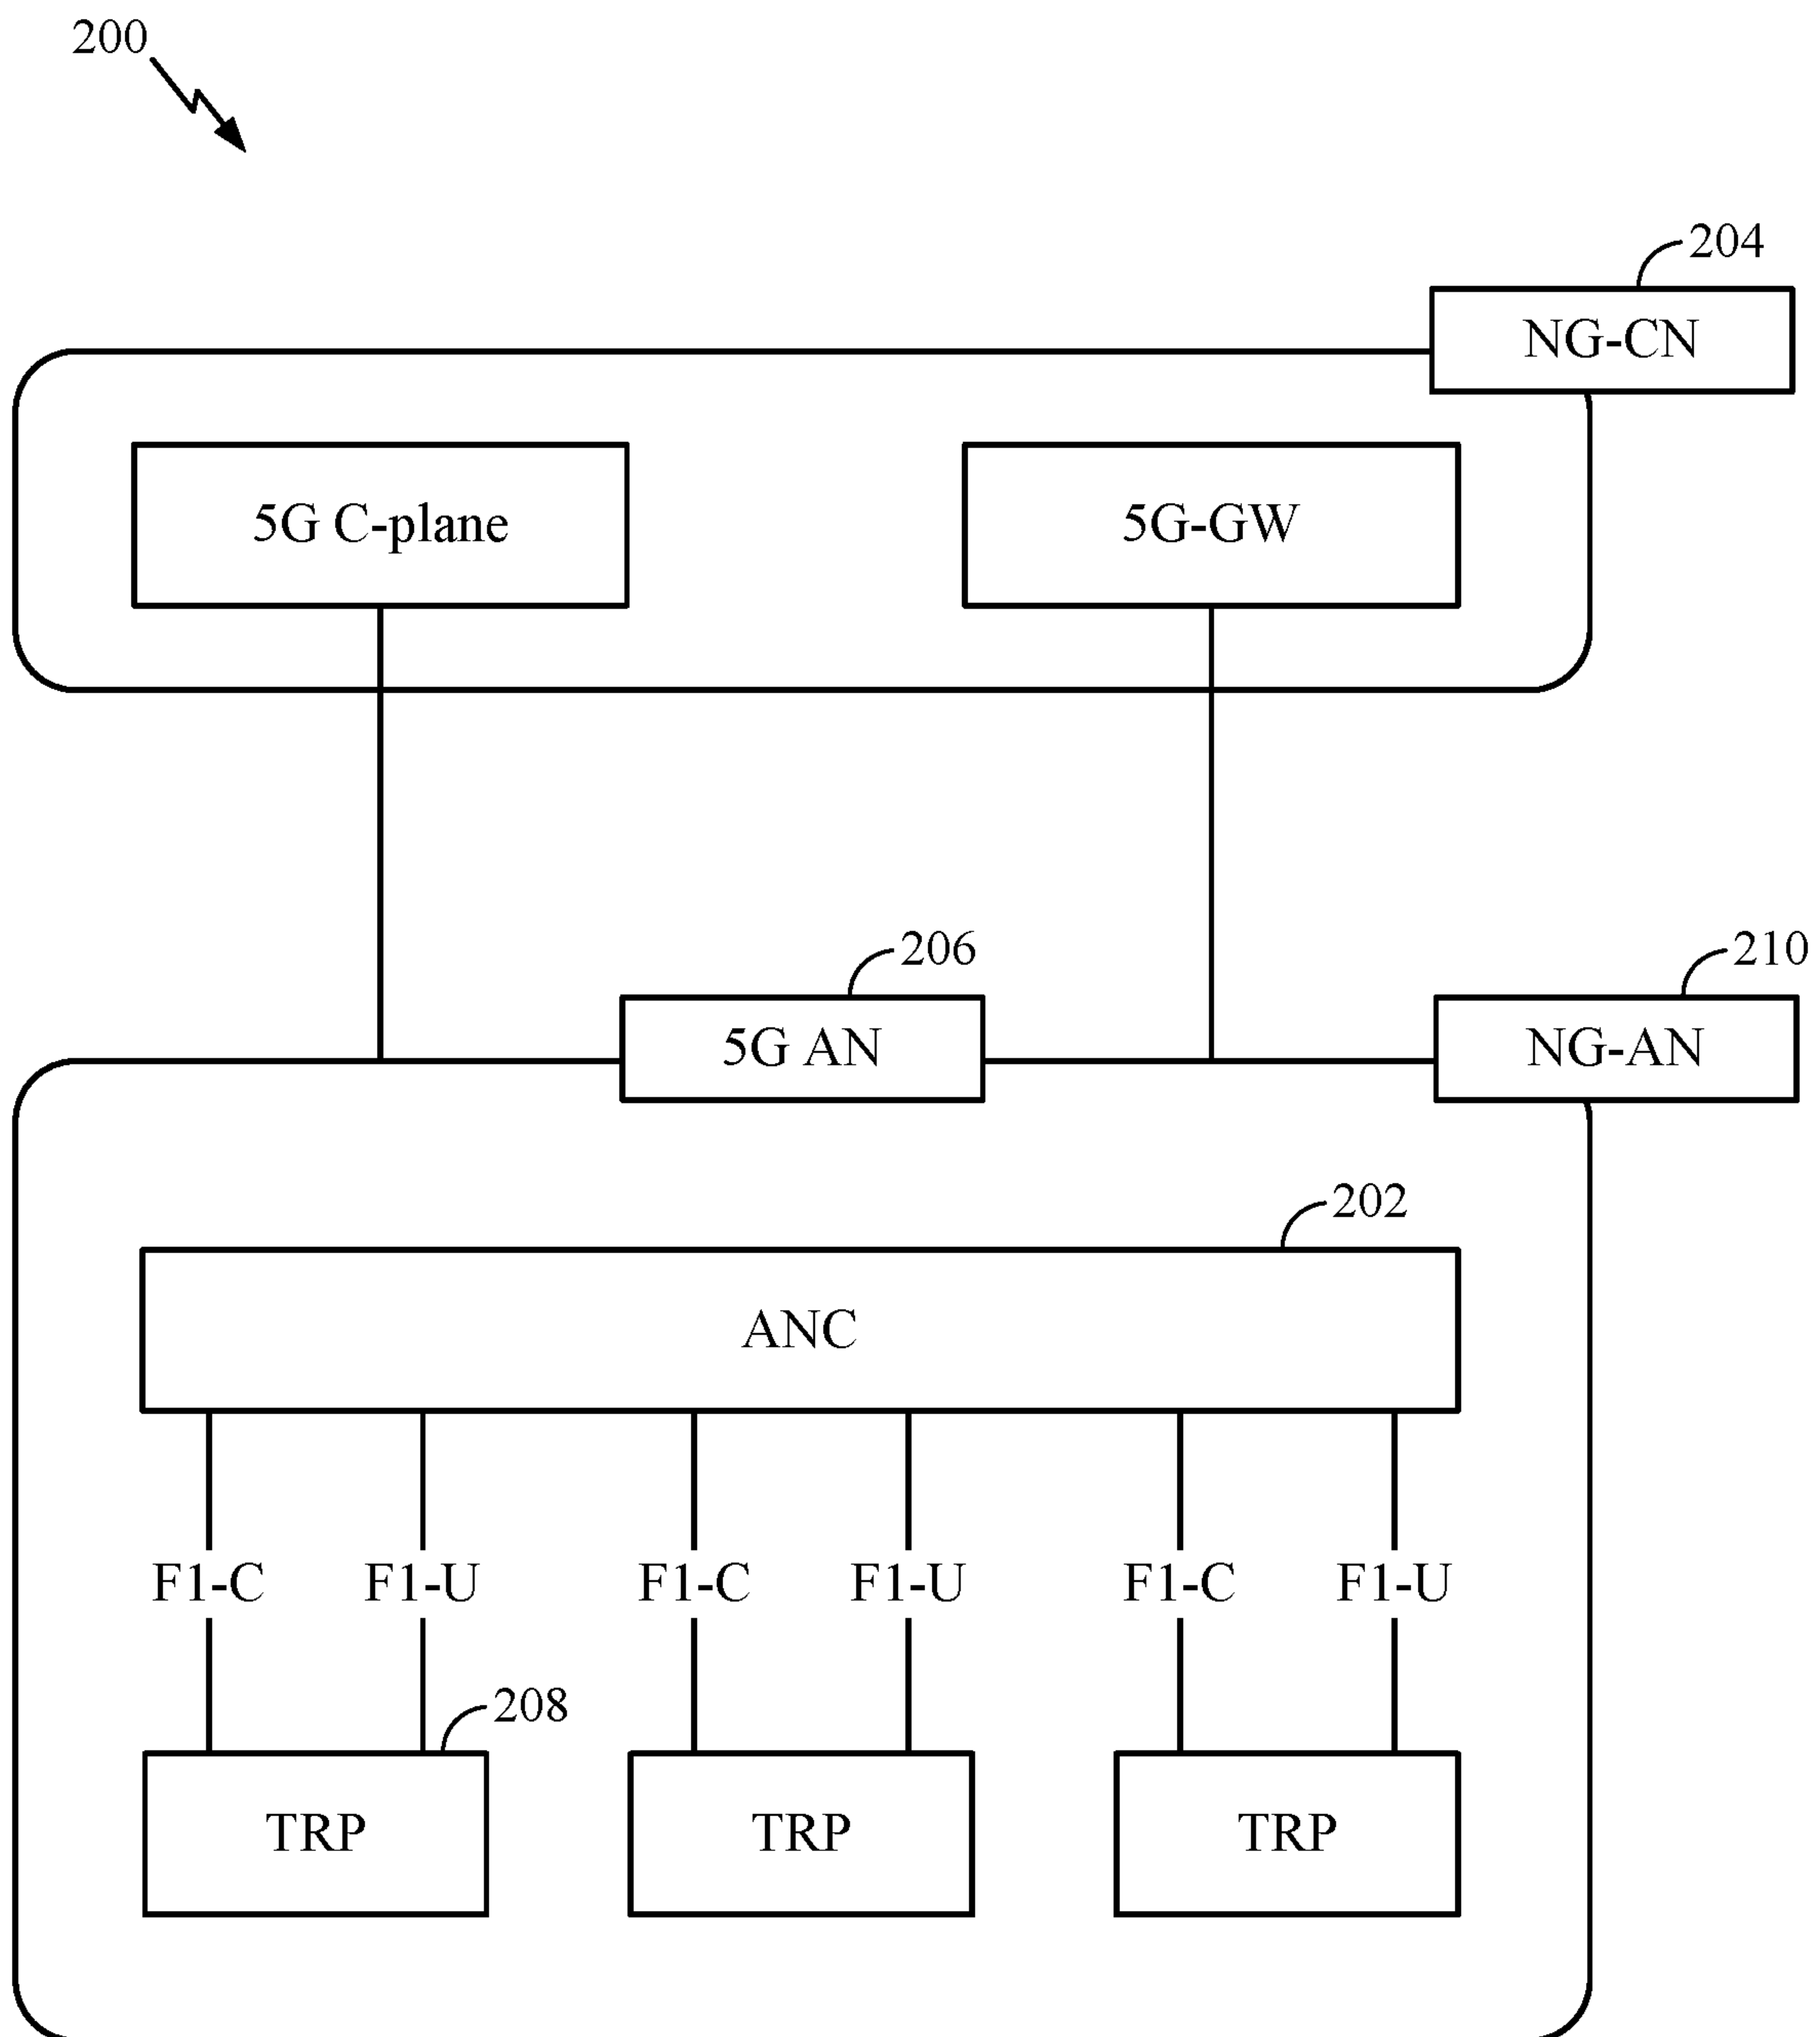 200
204
NG-CN
5G C-plane
5G-GW
206
210
5G AN
NG-AN
202
ANC
F1-C F1-U F1-C F1-U F1-C F1-U
208
TRP TRP TRP